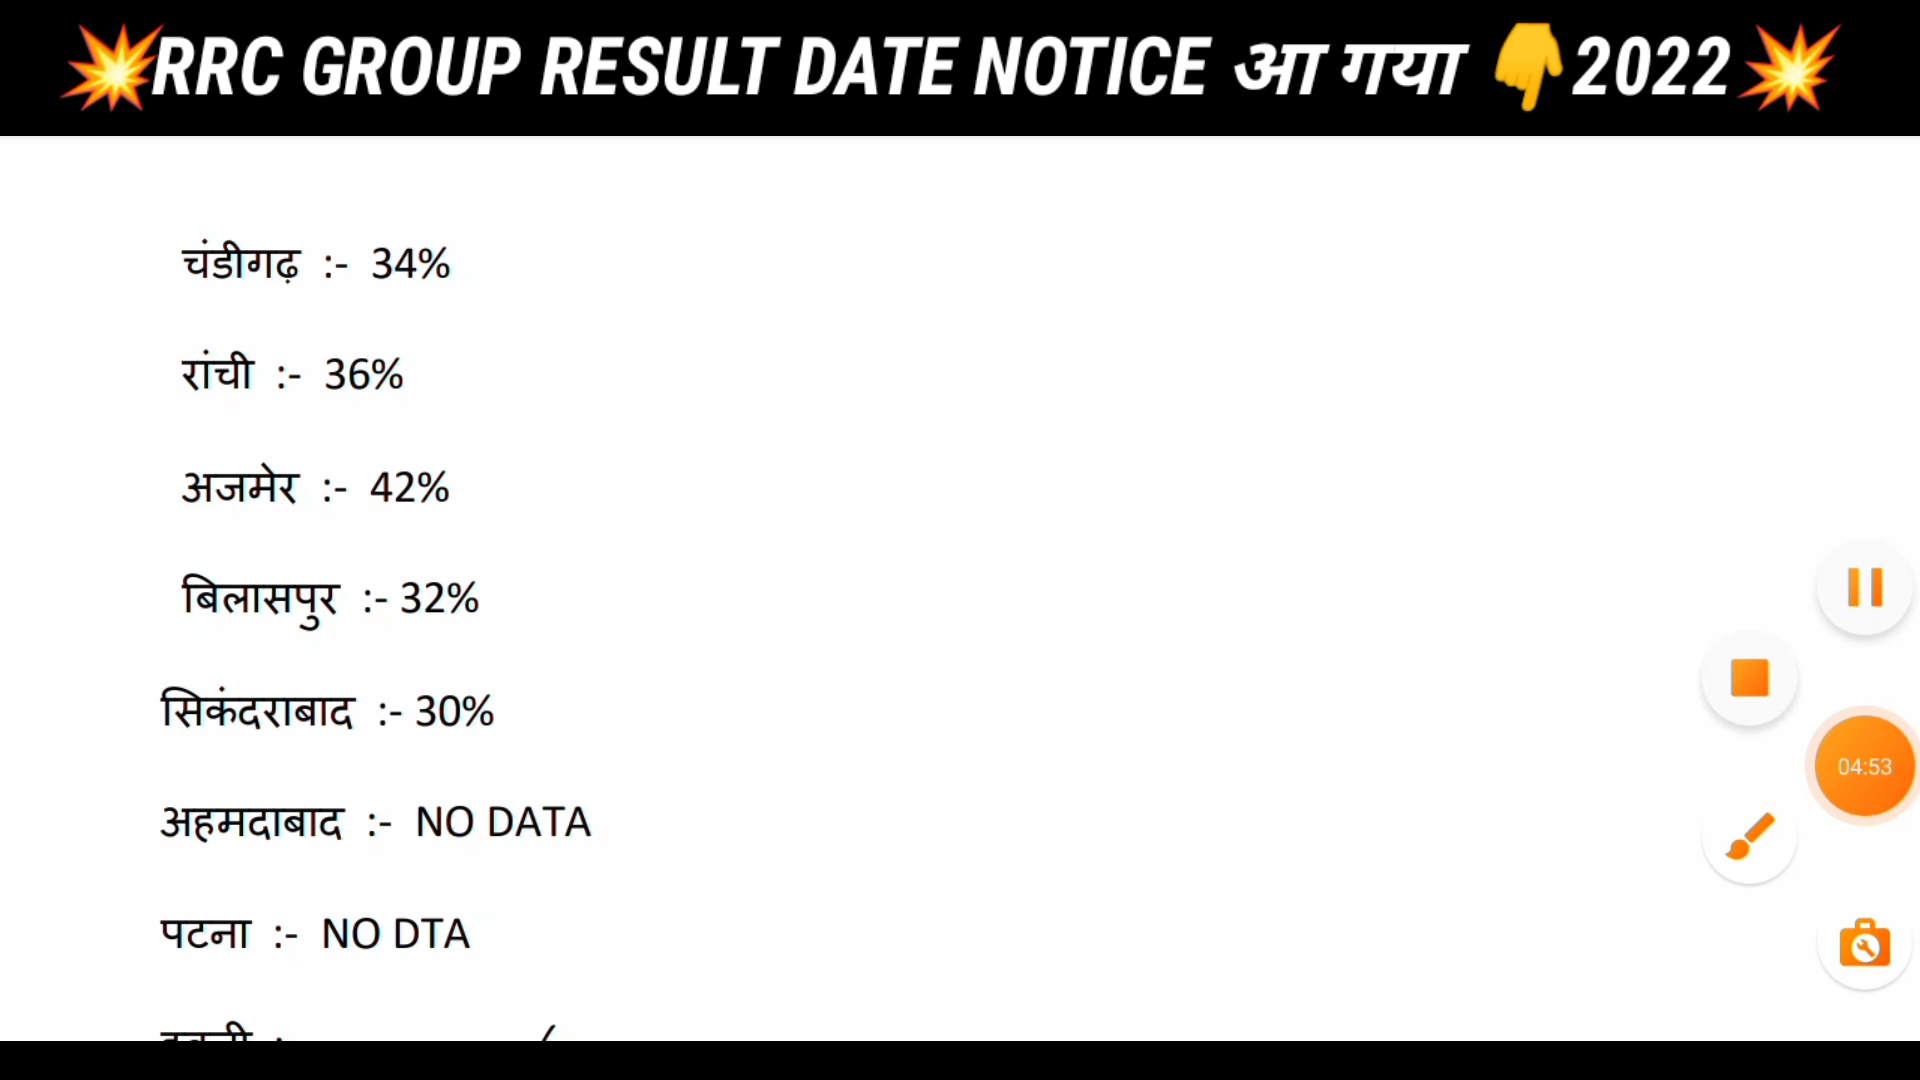 💥RRC GROUP RESULT DATE NOTICE आ गया 👇2022💥
चंडीगढ़ :- 34%
रांची :- 36%
अजमेर :- 42%
बिलासपुर :- 32%
सिकंदराबाद :- 30%
अहमदाबाद :- NO DATA
पटना :- NO DTA
04:53